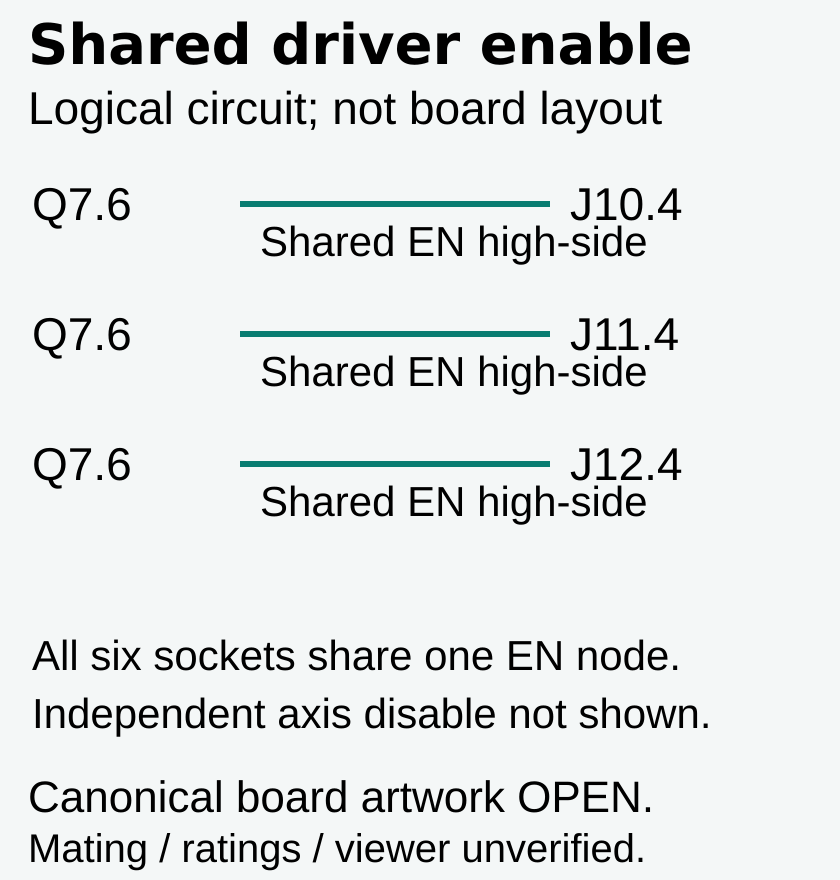 Shared driver enable
Logical circuit; not board layout
Q7.6 J10.4
Shared EN high-side
Q7.6 J11.4
Shared EN high-side
Q7.6 J12.4
Shared EN high-side
All six sockets share one EN node.
Independent axis disable not shown.
Canonical board artwork OPEN.
Mating / ratings / viewer unverified.